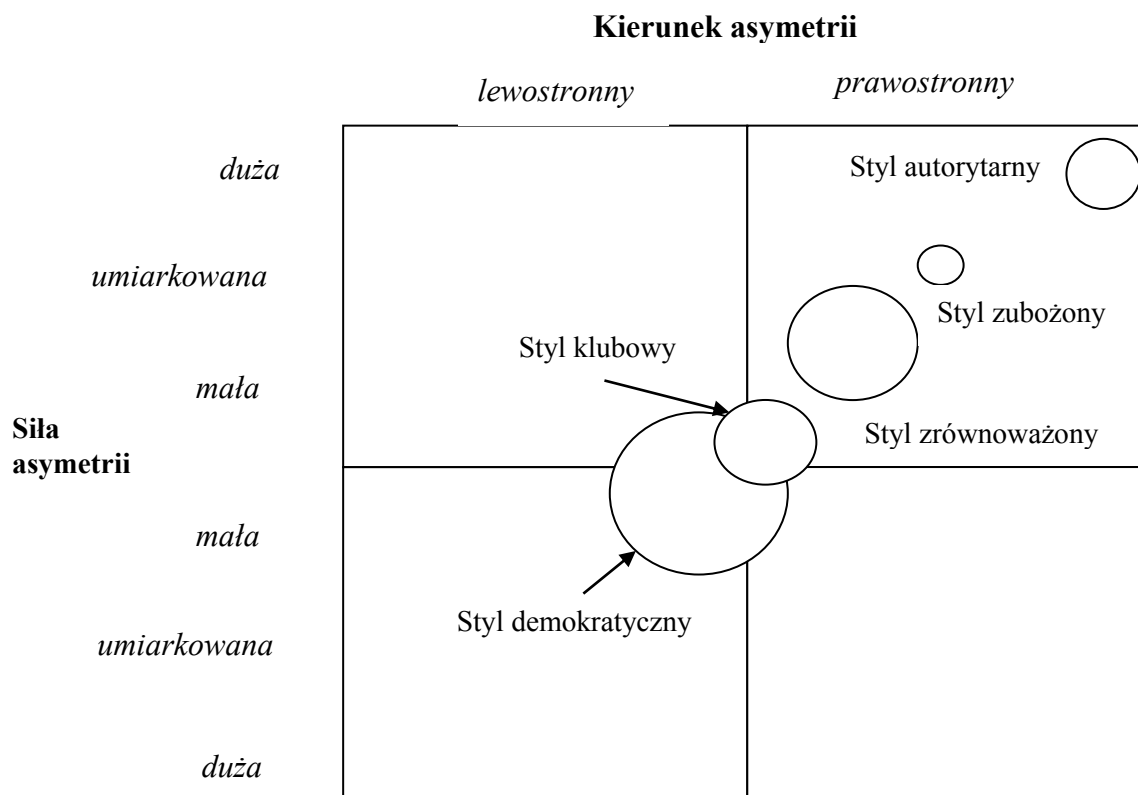 Kierunek asymetrii
lewostronny
prawostronny
duża
Styl autorytarny
umiarkowana
Styl zubożony
Styl klubowy
mała
Siła
asymetrii
Styl zrównoważony
mała
Styl demokratyczny
umiarkowana
duża